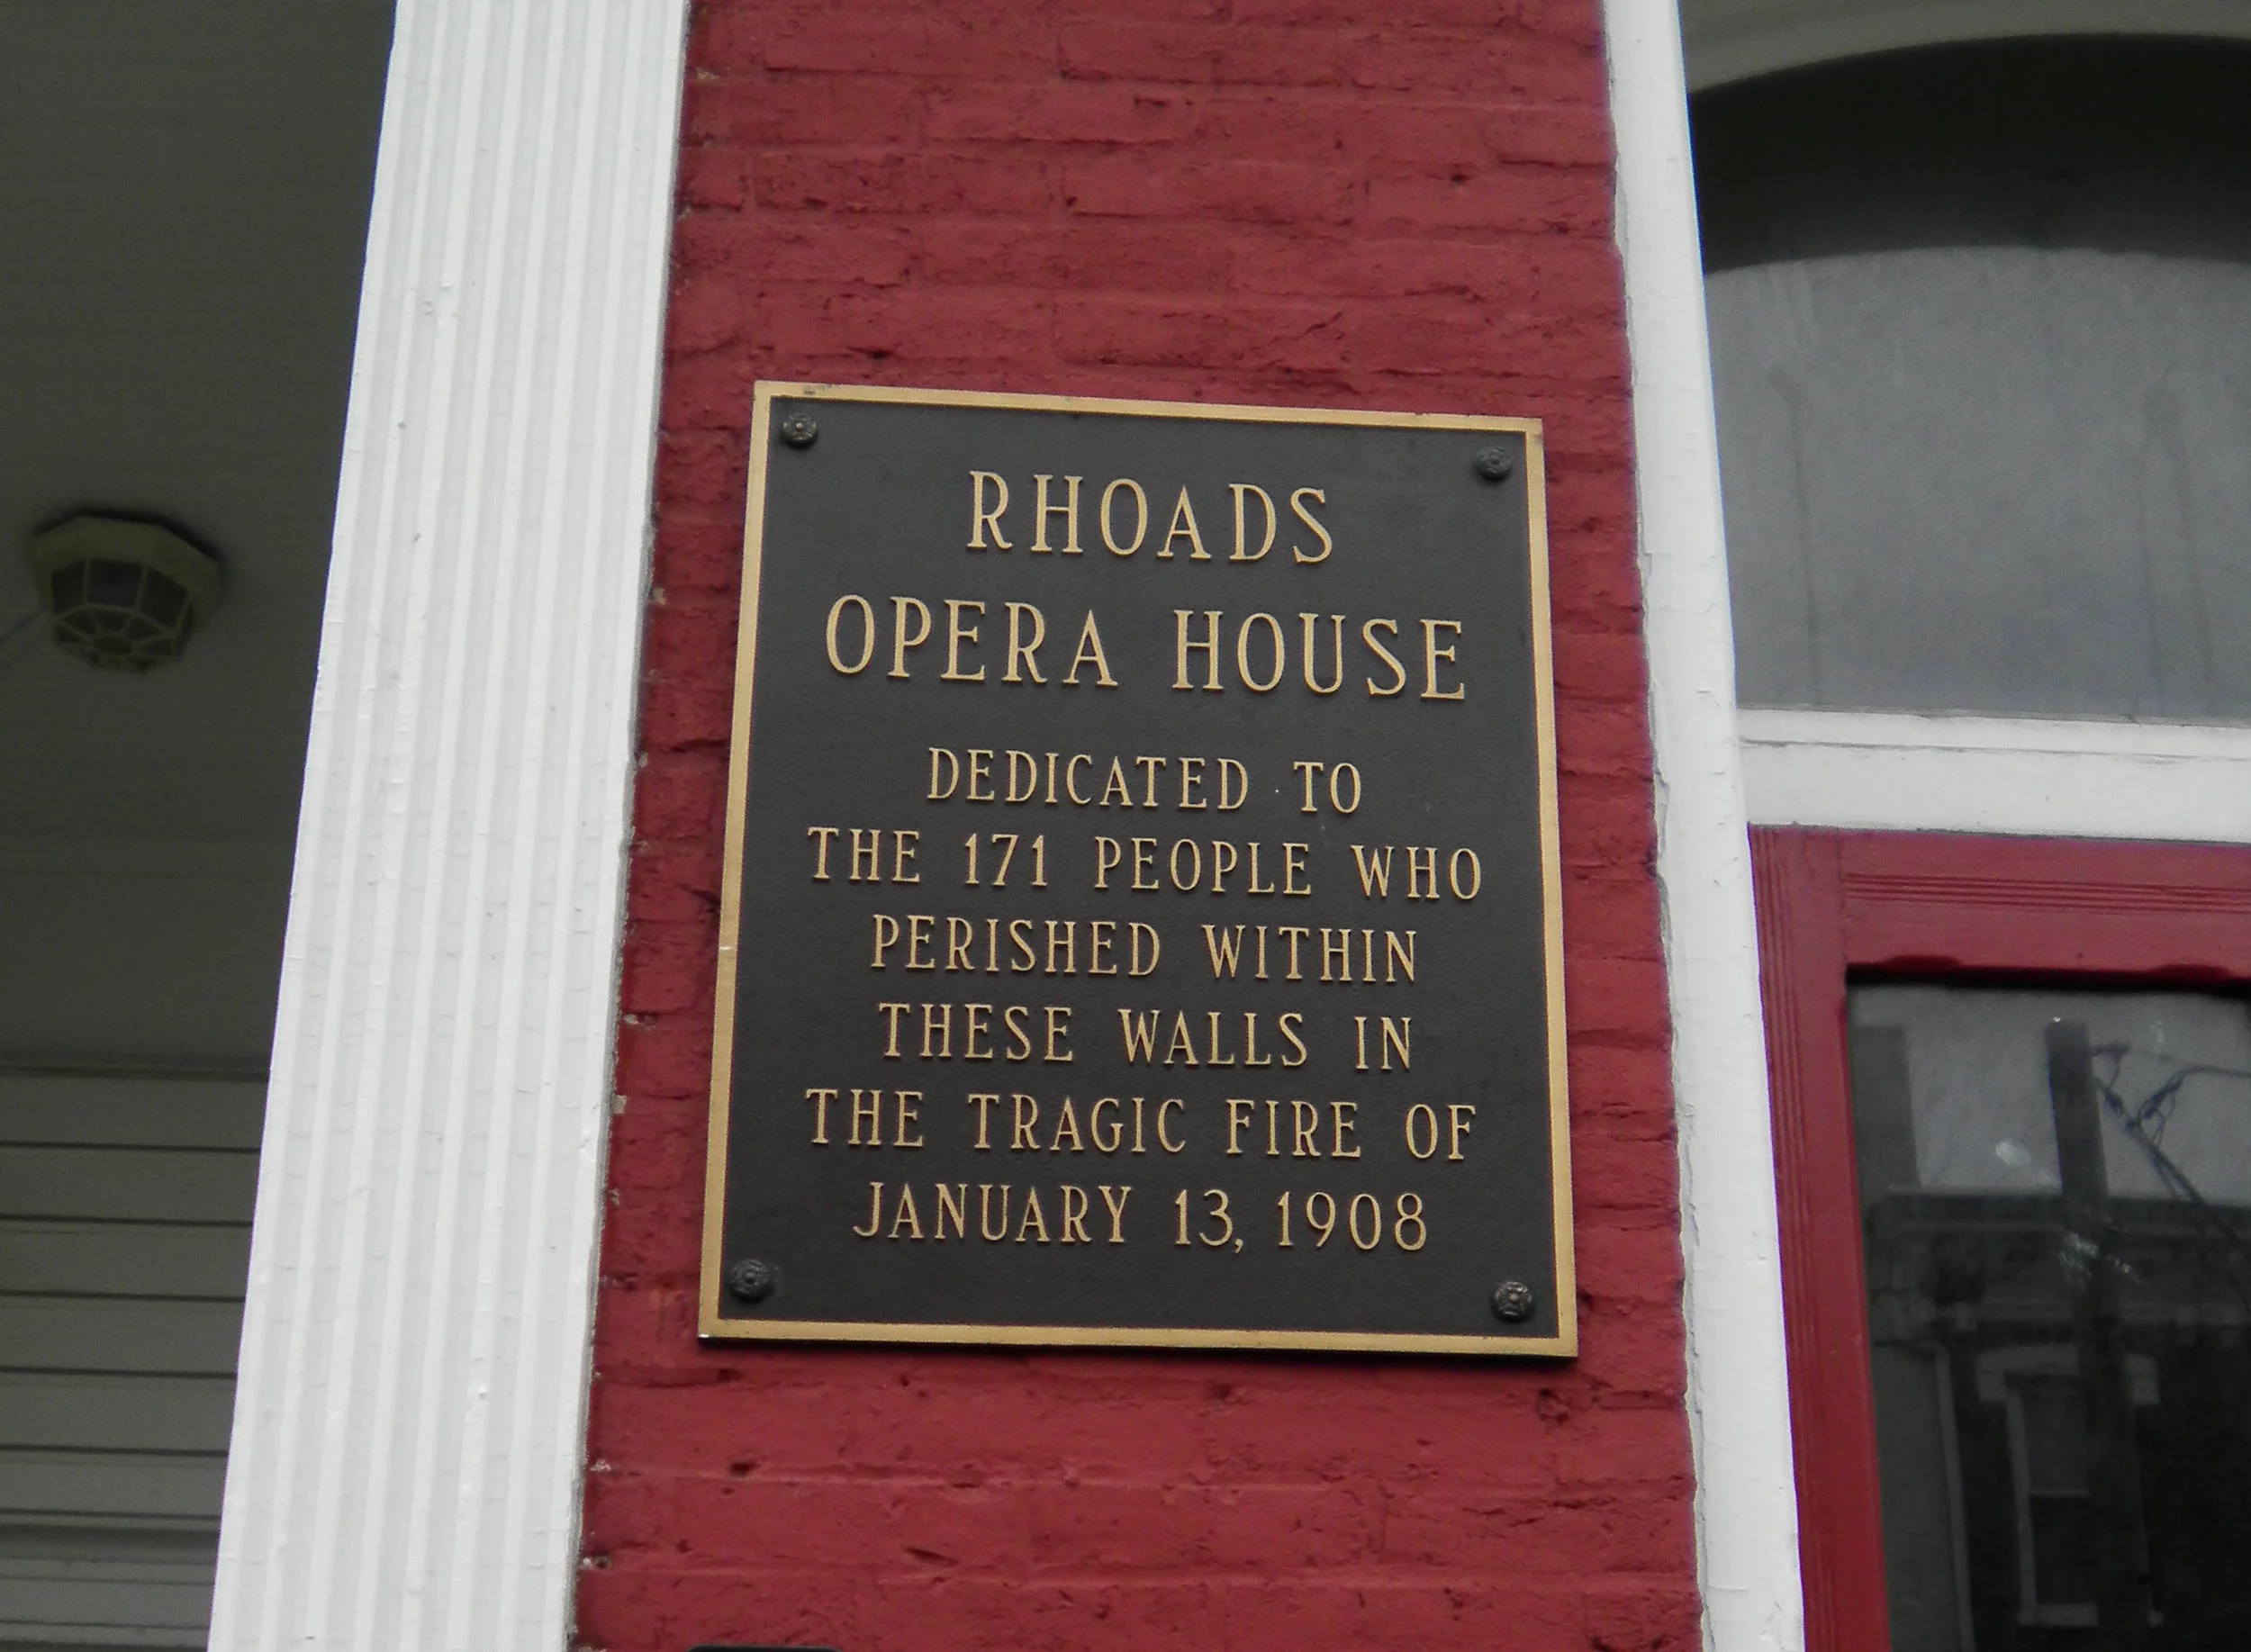 RHOADS
OPERA HOUSE
DEDICATED TO
THE 171 PEOPLE WHO
PERISHED WITHIN
THESE WALLS IN
THE TRAGIC FIRE OF
JANUARY 13, 1908